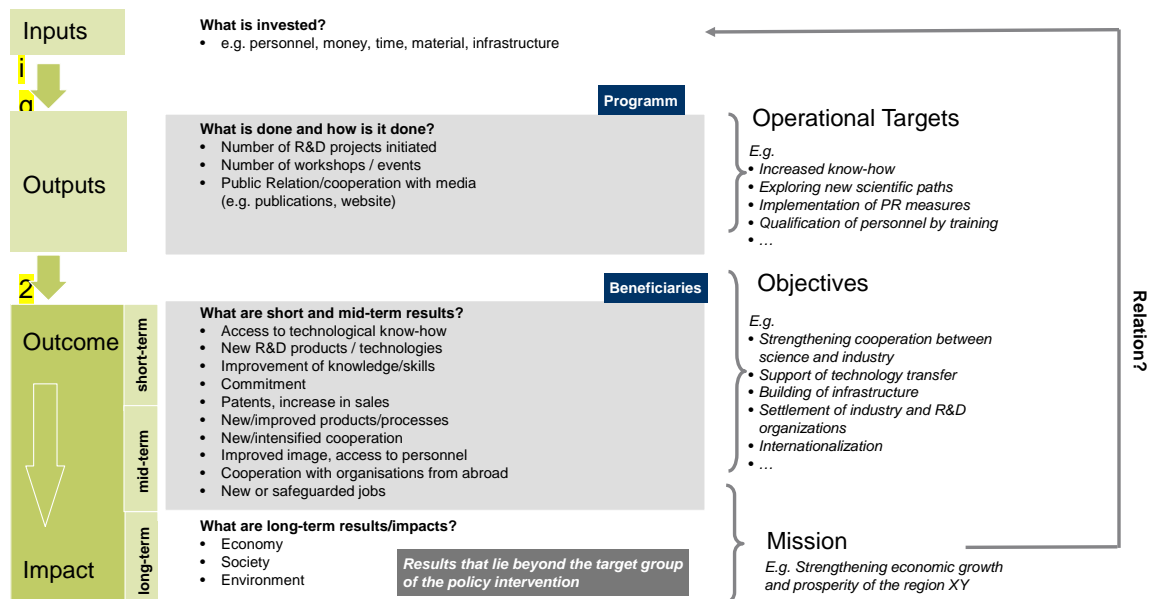 Inputs
What is invested?
• e.g. personnel, money, time, material, infrastructure
i
g
Programm
Outputs
What is done and how is it done?
• Number of R&D projects initiated
• Number of workshops / events
• Public Relation/cooperation with media
(e.g. publications, website)
Operational Targets
E.g.
• Increased know-how
• Exploring new scientific paths
• Implementation of PR measures
• Qualification of personnel by training
• …
2
Beneficiaries
Outcome
short-term
mid-term
What are short and mid-term results?
• Access to technological know-how
• New R&D products / technologies
• Improvement of knowledge/skills
• Commitment
• Patents, increase in sales
• New/improved products/processes
• New/intensified cooperation
• Improved image, access to personnel
• Cooperation with organisations from abroad
• New or safeguarded jobs
Objectives
E.g.
• Strengthening cooperation between
science and industry
• Support of technology transfer
• Building of infrastructure
• Settlement of industry and R&D
organizations
• Internationalization
• …
Relation?
Impact
long-term
What are long-term results/impacts?
• Economy
• Society
• Environment
Results that lie beyond the target group
of the policy intervention
Mission
E.g. Strengthening economic growth
and prosperity of the region XY